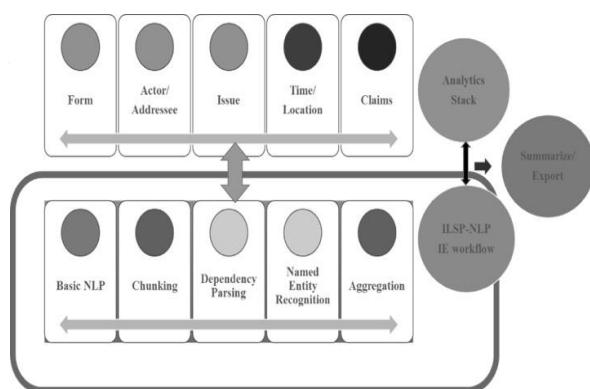 Form
Actor/
Addressee
Issue
Time/
Location
Claims
Analytics
Stack
Summarize/
Export
Basic NLP
Chunking
Dependency
Parsing
Named
Entity
Recognition
Aggregation
ILSP-NLP
IE workflow